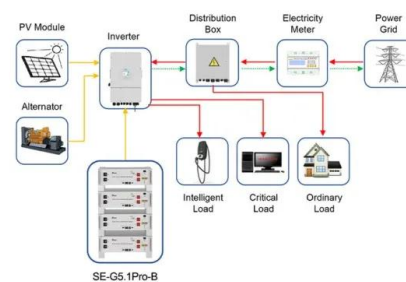 PV Module
Inverter
Distribution
Box
Electricity
Meter
Power
Grid
Alternator
Intelligent
Load
Critical
Load
Ordinary
Load
SE-G5.1Pro-B